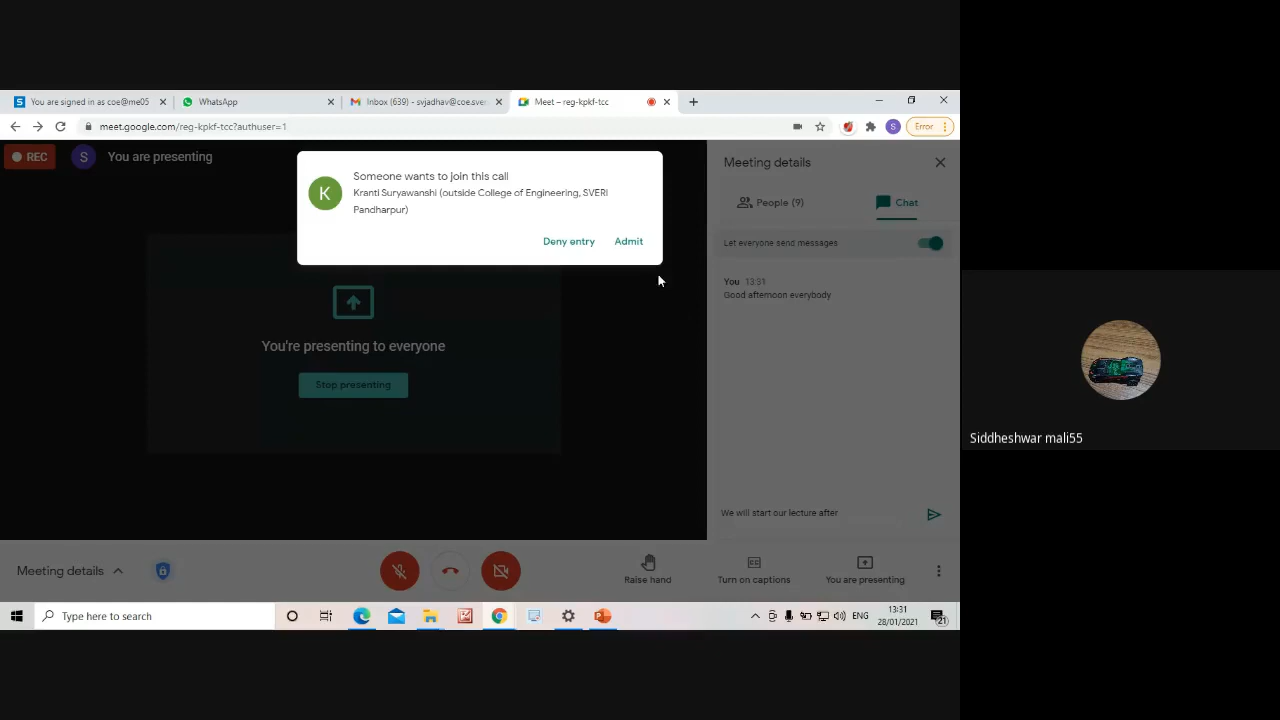 You are signed in as coe@me05
WhatsApp
Inbox (639) - svjadhav@coe.sver
Meet – reg-kpkf-tcc
meet.google.com/reg-kpkf-tcc?authuser=1
S
Error
REC
S
You are presenting
K
Someone wants to join this call
Kranti Suryawanshi (outside College of Engineering, SVERI
Pandharpur)
Deny entry
Admit
You're presenting to everyone
Stop presenting
Meeting details
People (9)
Chat
Let everyone send messages
You 13:31
Good afternoon everybody
We will start our lecture after
Siddheshwar mali55
Meeting details
Raise hand
Turn on captions
You are presenting
Type here to search
ENG
13:31
28/01/2021
21